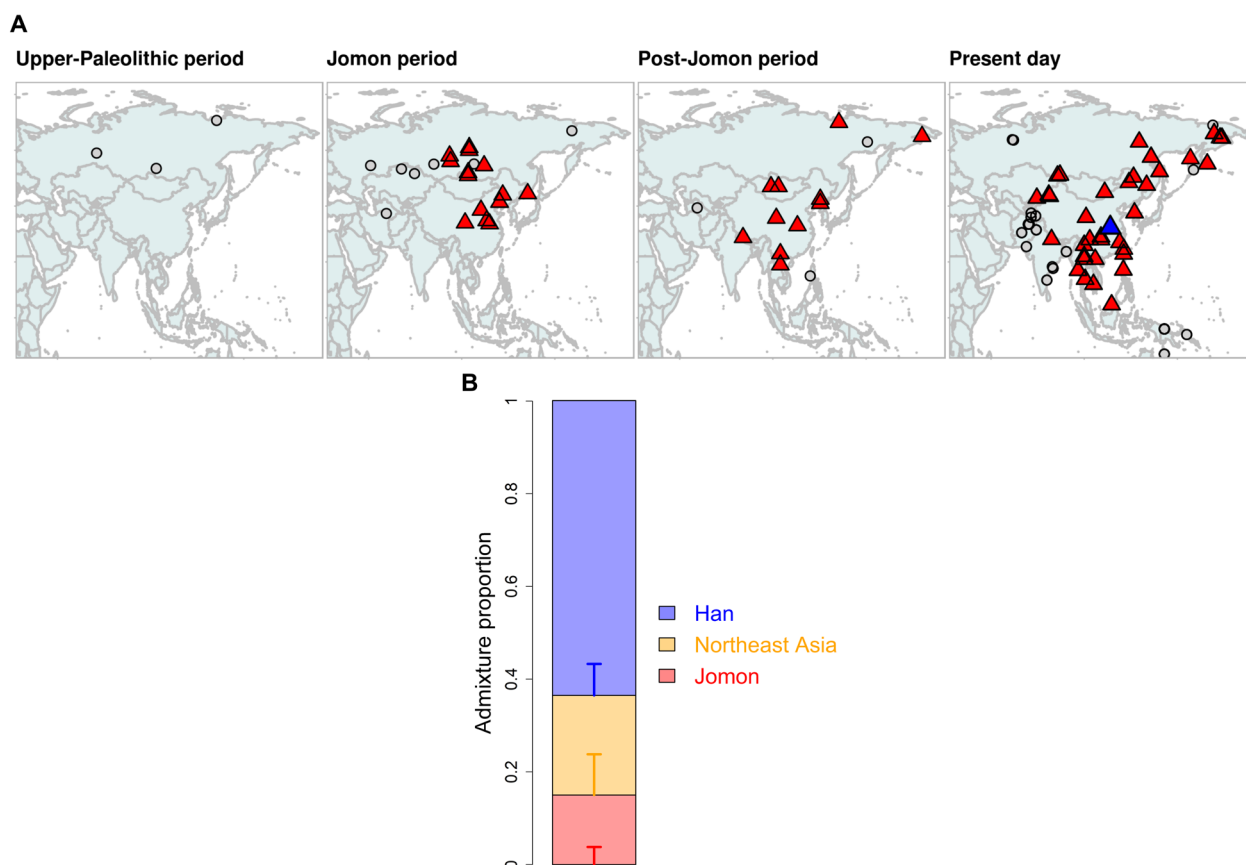 A
Upper-Paleolithic period
Jomon period
Post-Jomon period
Present day
B
Admixture proportion
1
0.8
0.6
0.4
0.2
0
Han
Northeast Asia
Jomon